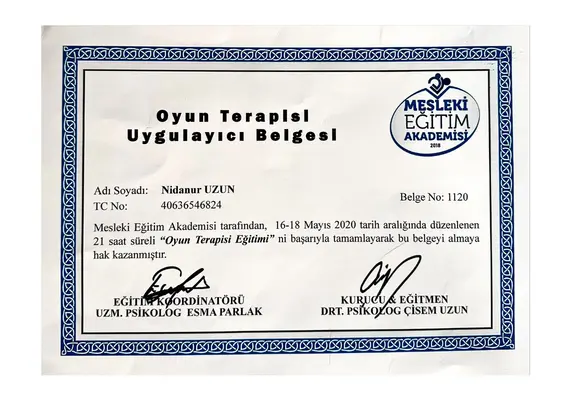 Oyun Terapisi
Uygulayıcı Belgesi
MESLEKİ
EĞİTİM
AKADEMİSİ
2018
Adı Soyadı: Nidanur UZUN
Belge No: 1120
TC No: 40636546824
Mesleki Eğitim Akademisi tarafından, 16-18 Mayıs 2020 tarih aralığında düzenlenen
21 saat süreli “Oyun Terapisi Eğitimi” ni başarıyla tamamlayarak bu belgeyi almaya
hak kazanmıştır.
EĞİTİM KOORDİNATÖRÜ
UZM. PSİKOLOG ESMA PARLAK
KURUCU & EĞİTMEN
DRT. PSİKOLOG ÇİSEM UZUN